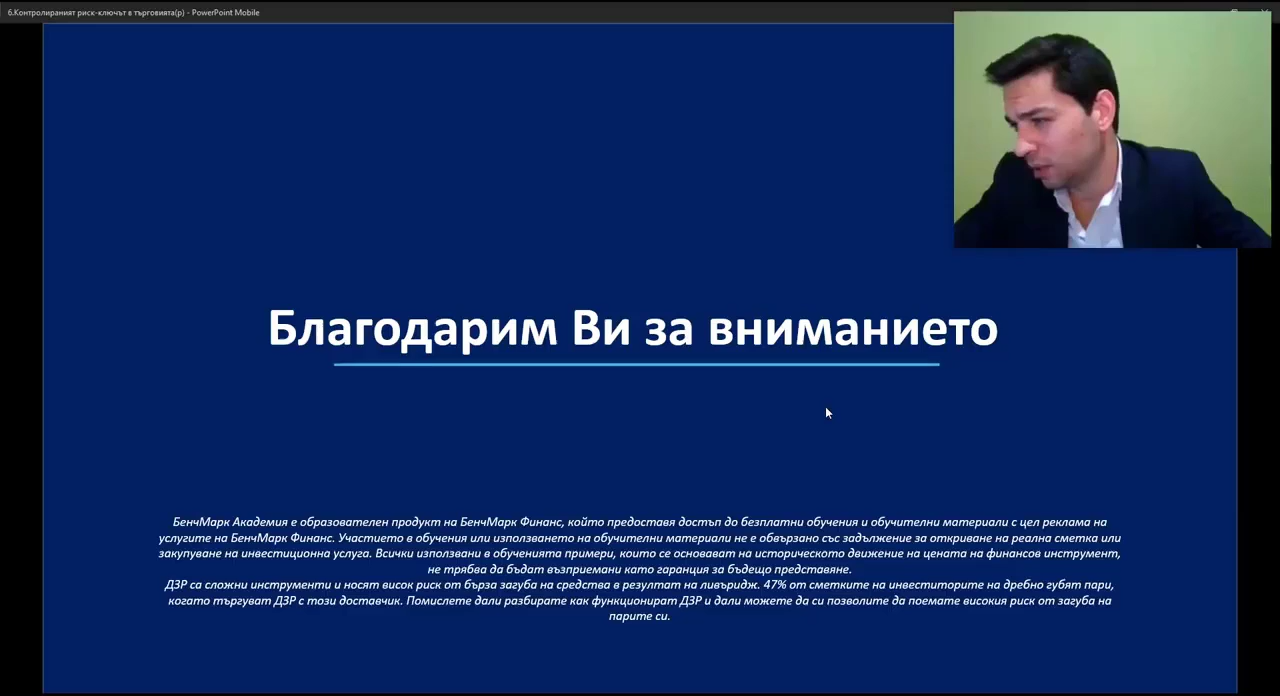 6.Контролираният риск-ключът в търговията(р) - PowerPoint Mobile
Благодарим Ви за вниманието
БенчМарк Академия е образователен продукт на БенчМарк Финанс, който предоставя достъп до безплатни обучения и обучителни материали с цел реклама на
услугите на БенчМарк Финанс. Участието в обучения или използването на обучителни материали не е обвързано със задължение за откриване на реална сметка или
закупуване на инвестиционна услуга. Всички използвани в обученията примери, които се основават на историческото движение на цената на финансов инструмент,
не трябва да бъдат възприемани като гаранция за бъдещо представяне.
ДЗР са сложни инструменти и носят висок риск от бърза загуба на средства в резултат на ливъридж. 47% от сметките на инвеститорите на дребно губят пари,
когато търгуват ДЗР с този доставчик. Помислете дали разбирате как функционират ДЗР и дали можете да си позволите да поемате високия риск от загуба на
парите си.